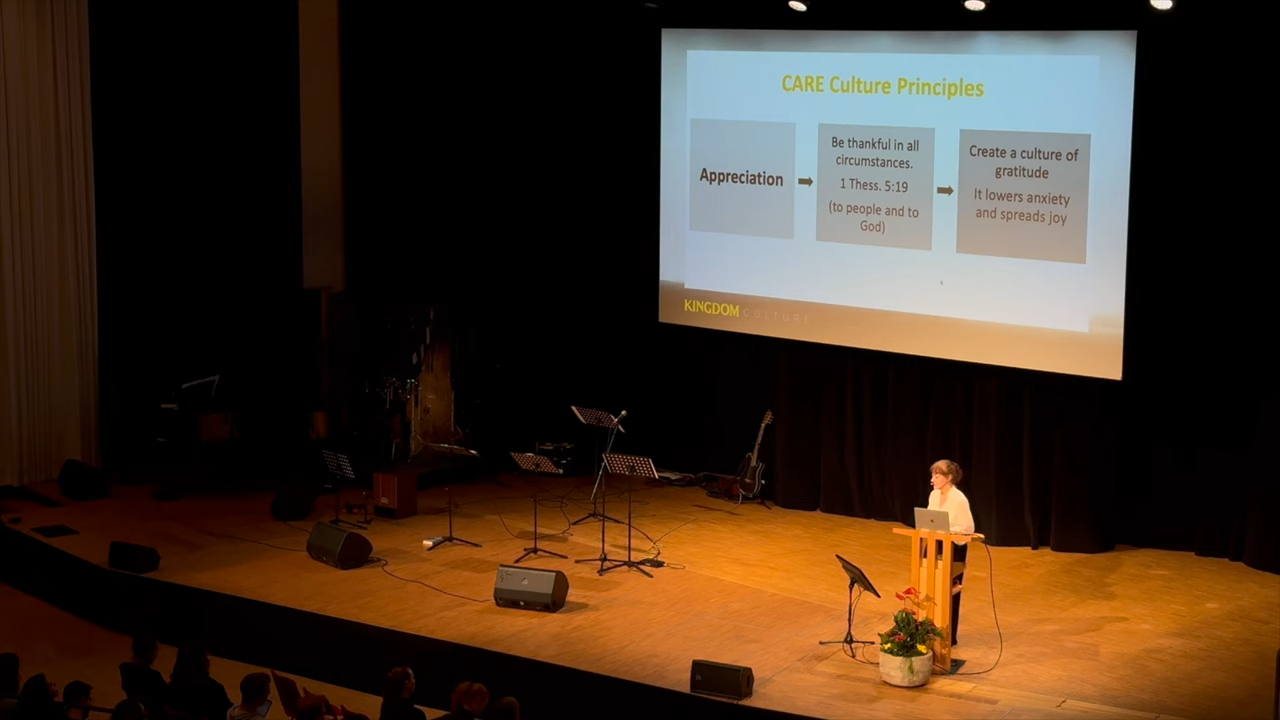 CARE Culture Principles
Appreciation
Be thankful in all
circumstances.
1 Thess. 5:19
(to people and to
God)
Create a culture of
gratitude
It lowers anxiety
and spreads joy
KINGDOM CULTURE